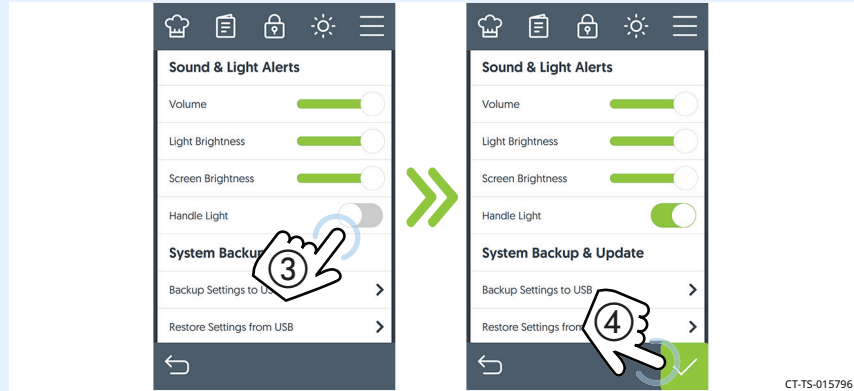 Sound & Light Alerts
Volume
Light Brightness
Screen Brightness
Handle Light
System Backup
3
Backup Settings to US
Restore Settings from USB
Sound & Light Alerts
Volume
Light Brightness
Screen Brightness
Handle Light
System Backup & Update
Backup Settings to USB
4
Restore Settings from
CT-TS-015796